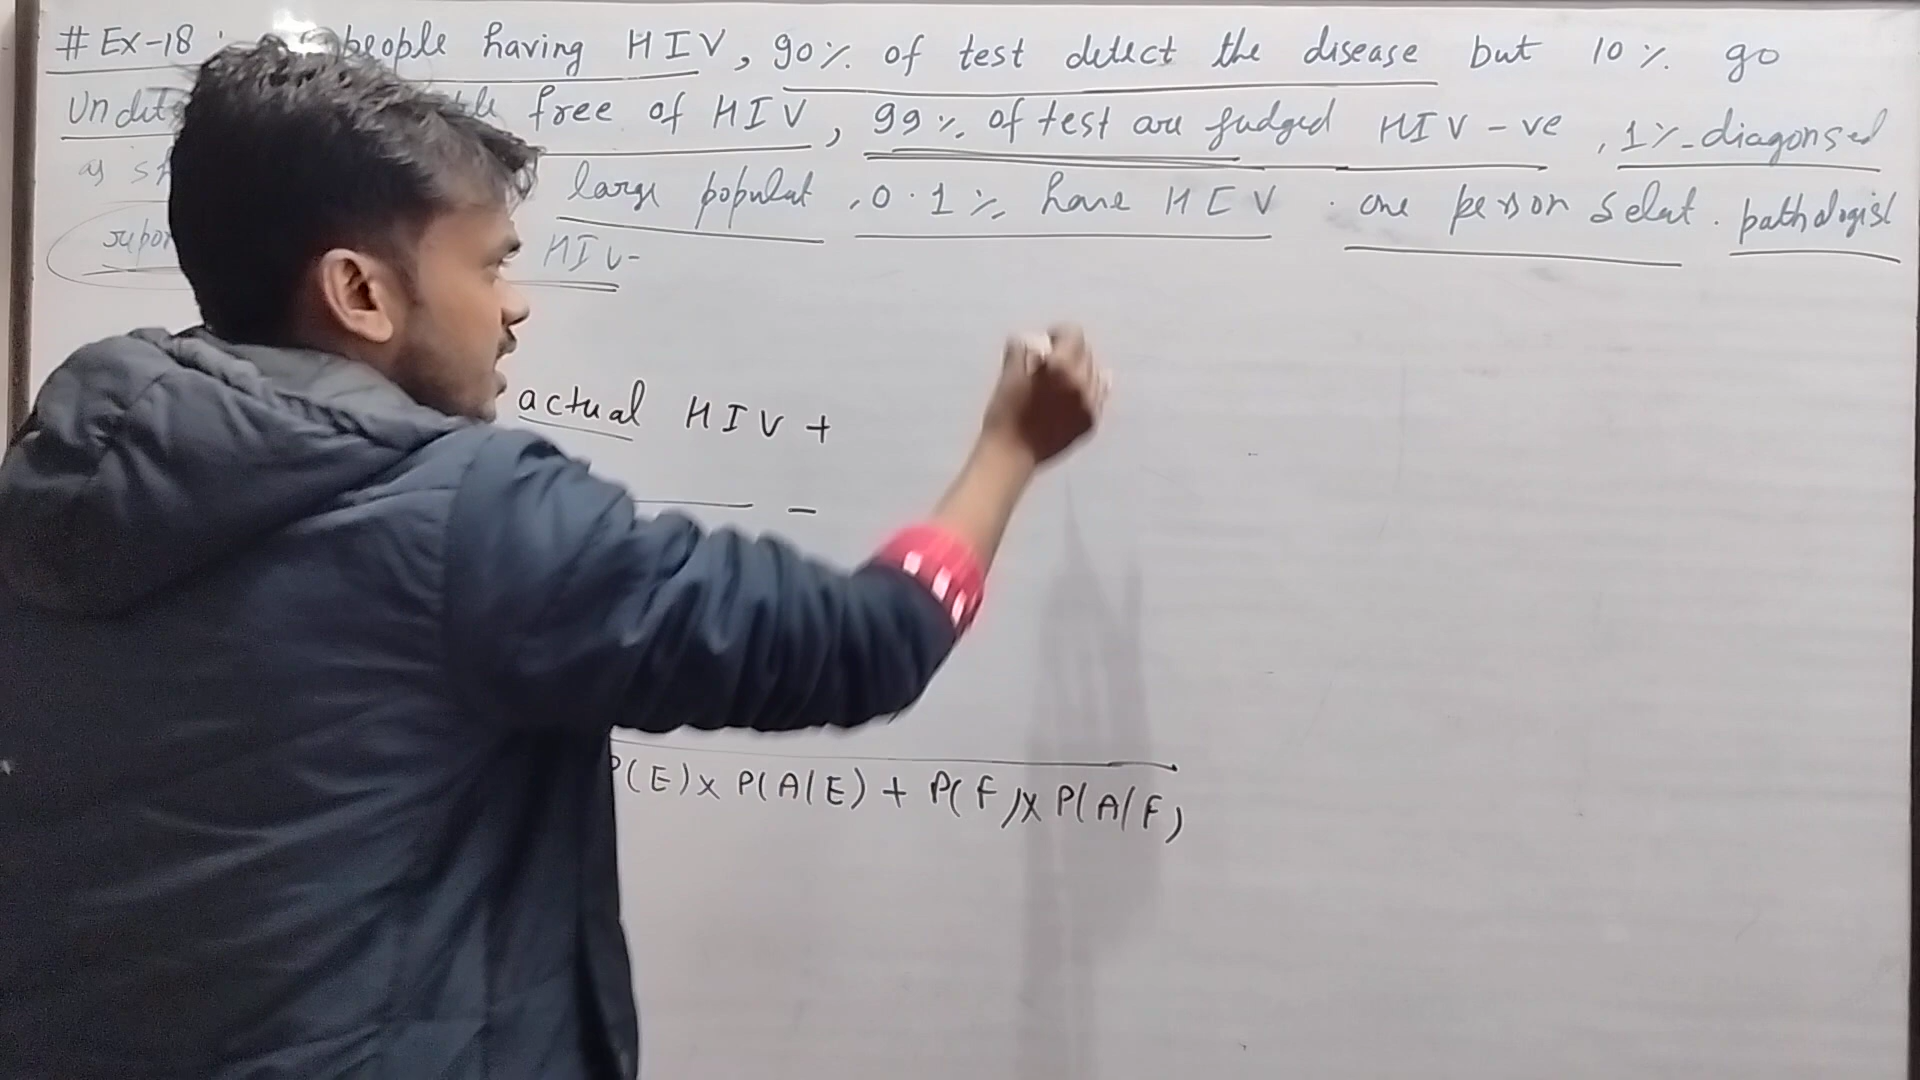 #Ex-18 people having HIV, 90% of test detect the disease but 10% go
free of HIV, 99% of test are judged HIV-ve, 1%-diagonsed
as large populat, 0.1% have HIV. one person selut. pathologist
HIV-
actual HIV +
-
P(E)x P(A/E) + P(F)x P(A/F)